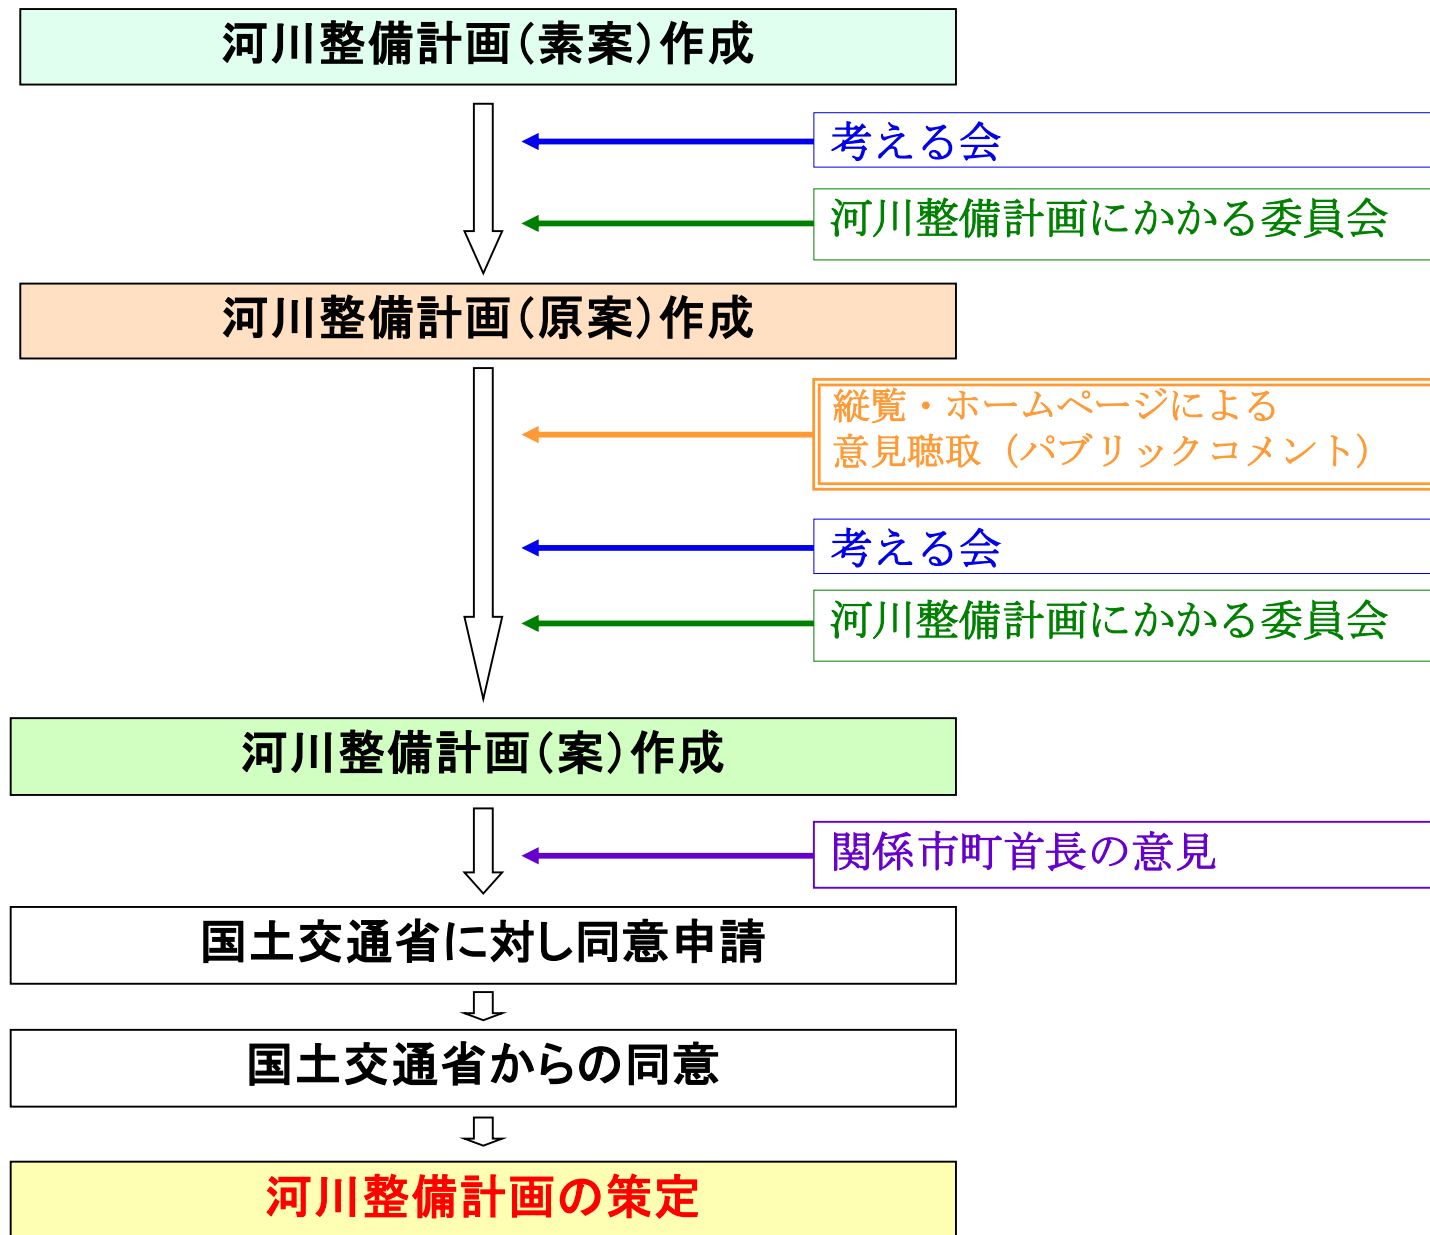 河川整備計画（素案）作成
考える会
河川整備計画にかかる委員会
河川整備計画（原案）作成
縦覧・ホームページによる
意見聴取（パブリックコメント）
考える会
河川整備計画にかかる委員会
河川整備計画（案）作成
関係市町首長の意見
国土交通省に対し同意申請
国土交通省からの同意
河川整備計画の策定